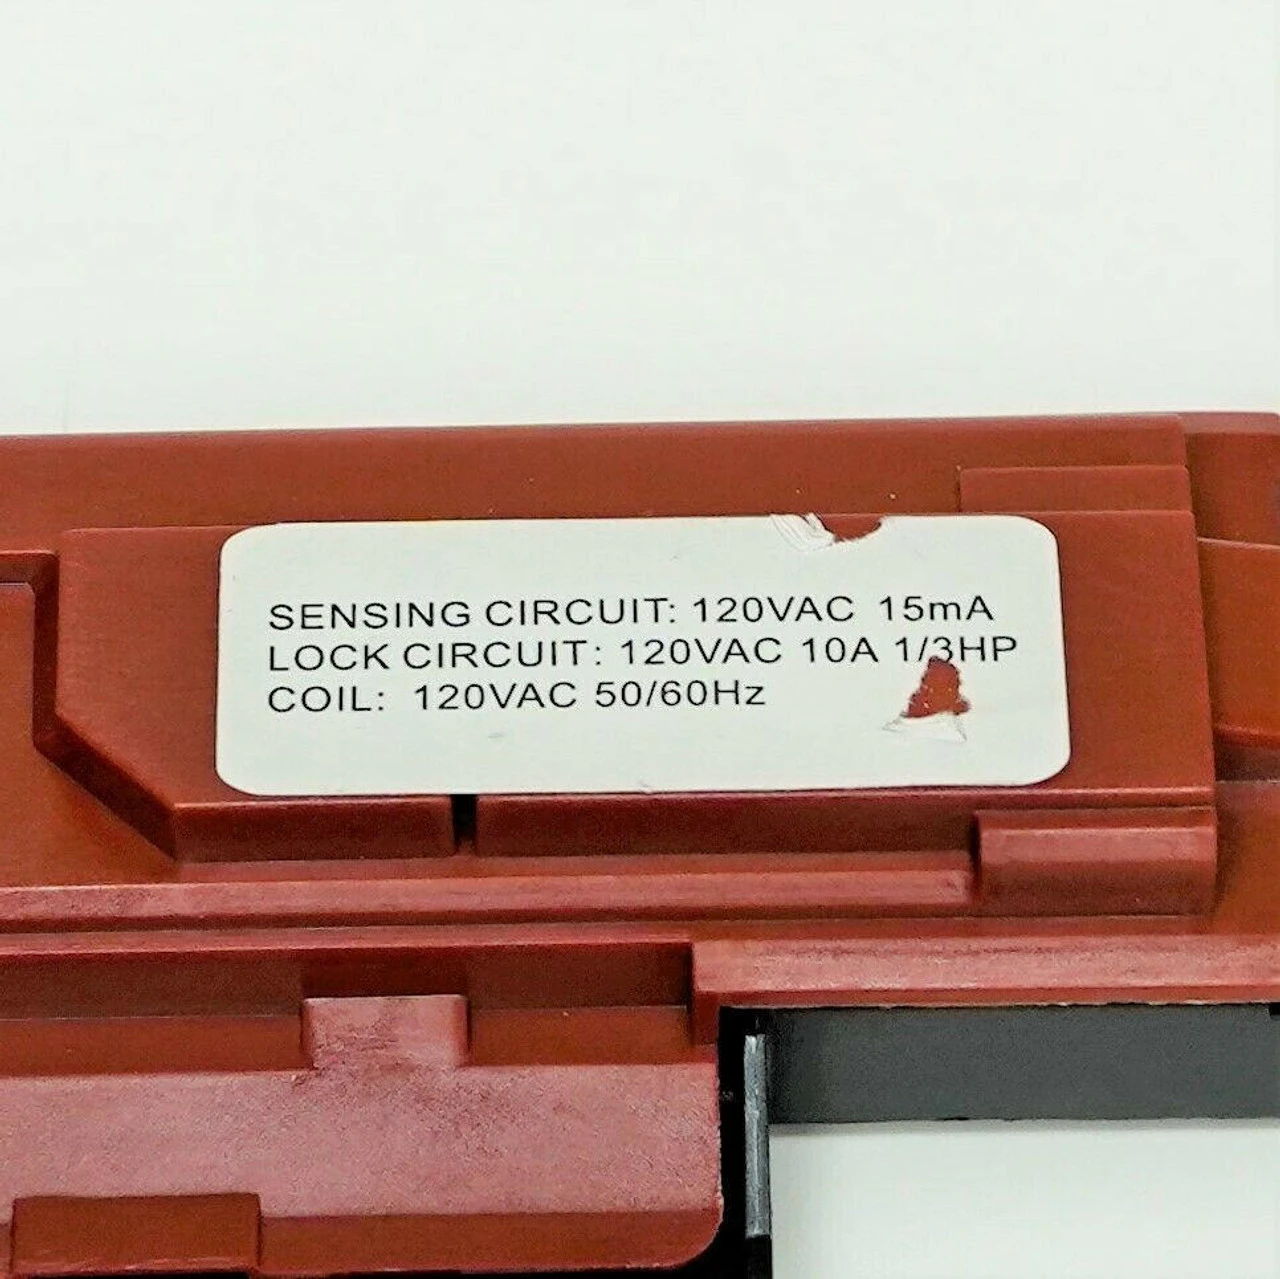 SENSING CIRCUIT: 120VAC 15mA
LOCK CIRCUIT: 120VAC 10A 1/3HP
COIL: 120VAC 50/60Hz